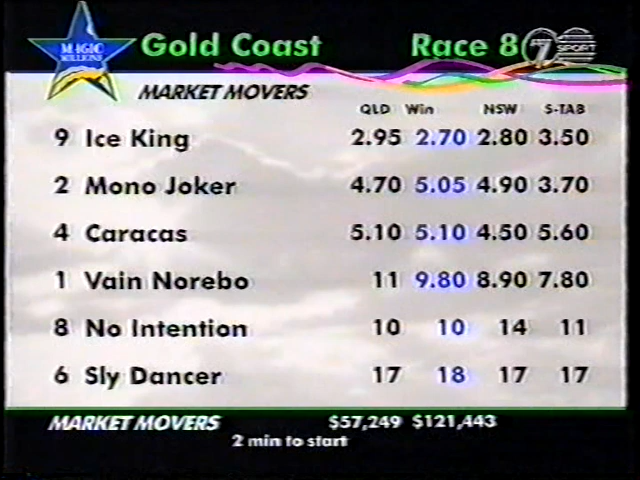 MAGIC MILLIONS
Gold Coast Race 8 7 SPORT
MARKET MOVERS
QLD Win NSW S-TAB
9 Ice King 2.95 2.70 2.80 3.50
2 Mono Joker 4.70 5.05 4.90 3.70
4 Caracas 5.10 5.10 4.50 5.60
1 Vain Norebo 11 9.80 8.90 7.80
8 No Intention 10 10 14 11
6 Sly Dancer 17 18 17 17
MARKET MOVERS $57,249 $121,443
2 min to start